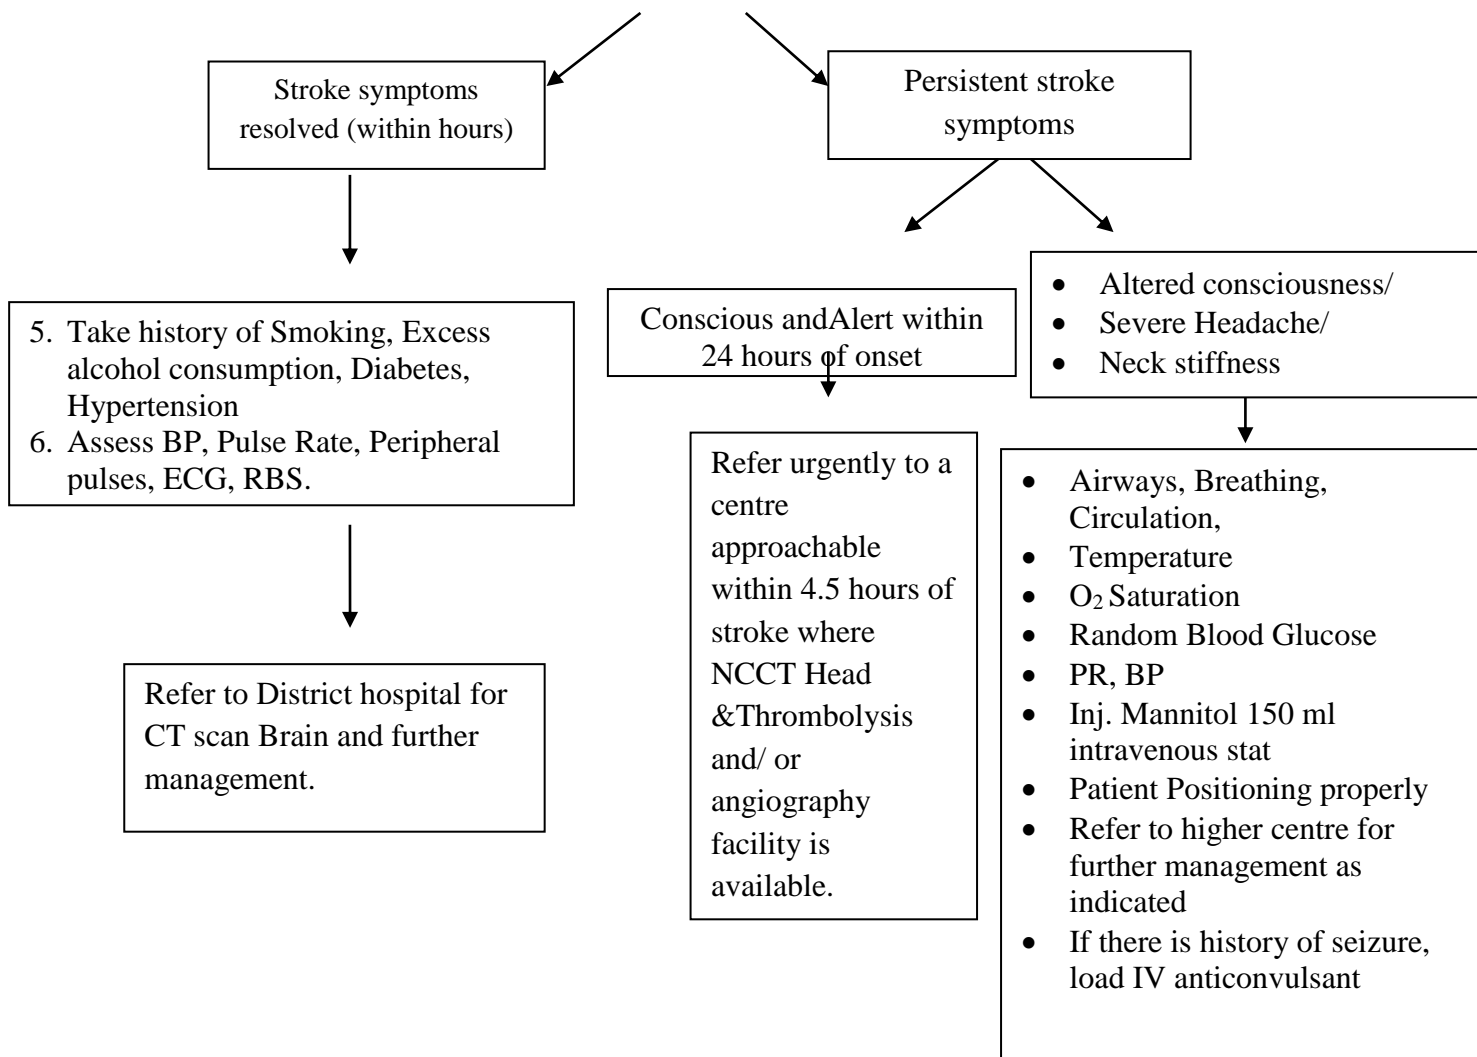 Stroke symptoms
resolved (within hours)
Persistent stroke
symptoms
5. Take history of Smoking, Excess
alcohol consumption, Diabetes,
Hypertension
6. Assess BP, Pulse Rate, Peripheral
pulses, ECG, RBS.
Refer to District hospital for
CT scan Brain and further
management.
Conscious andAlert within
24 hours of onset
Refer urgently to a
centre
approachable
within 4.5 hours of
stroke where
NCCT Head
&Thrombolysis
and/ or
angiography
facility is
available.
• Altered consciousness/
• Severe Headache/
• Neck stiffness
• Airways, Breathing,
Circulation,
• Temperature
• O₂ Saturation
• Random Blood Glucose
• PR, BP
• Inj. Mannitol 150 ml
intravenous stat
• Patient Positioning properly
• Refer to higher centre for
further management as
indicated
• If there is history of seizure,
load IV anticonvulsant